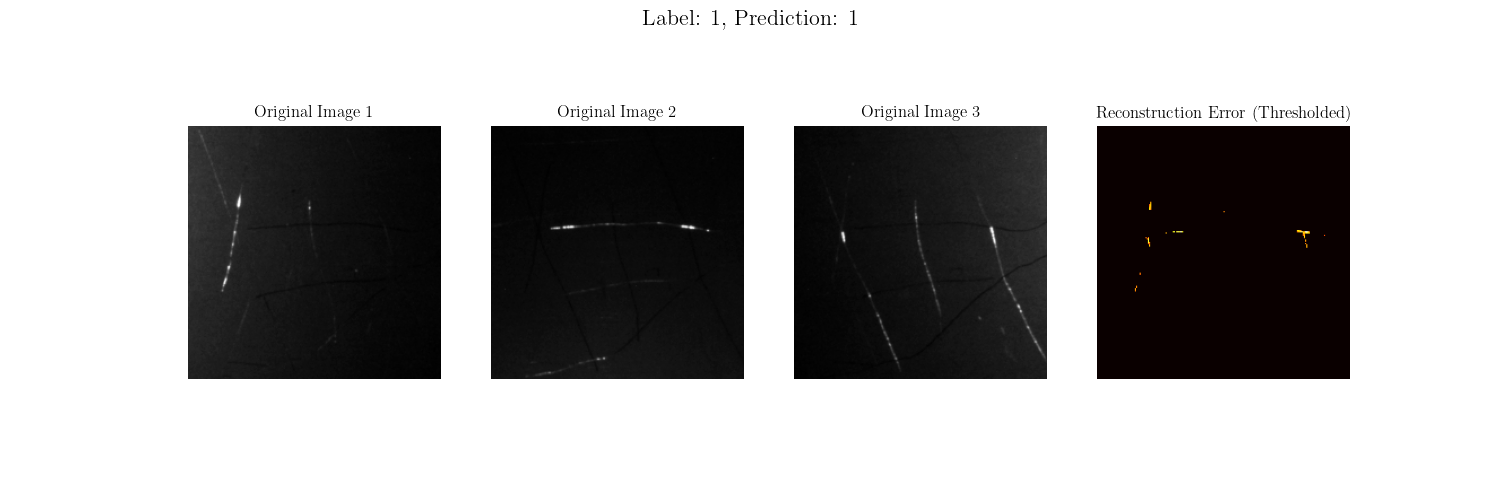 Label: 1, Prediction: 1
Original Image 1
Original Image 2
Original Image 3
Reconstruction Error (Thresholded)